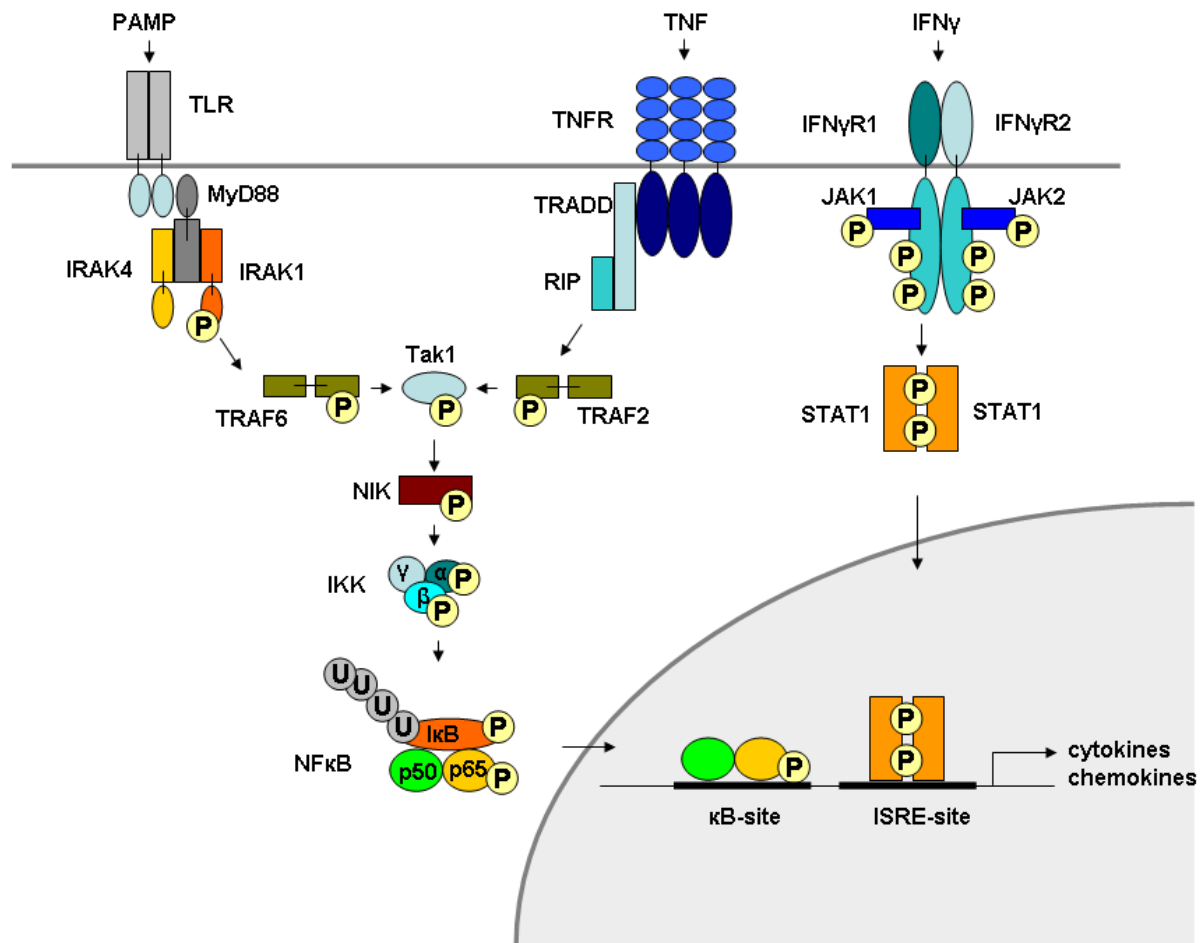 PAMP
TNF
IFNγ
TLR
TNFR
IFNγR1
IFNγR2
MyD88
TRADD
JAK1
JAK2
P
P
IRAK4
IRAK1
RIP
P
P
P
P
P
Tak1
TRAF6
P
P
P
TRAF2
STAT1
P
P
STAT1
NIK
P
IKK
γ
α
P
β
P
U
U
U
U
IκB
P
NFκB
p50
p65
P
P
P
P
cytokines
chemokines
κB-site
ISRE-site